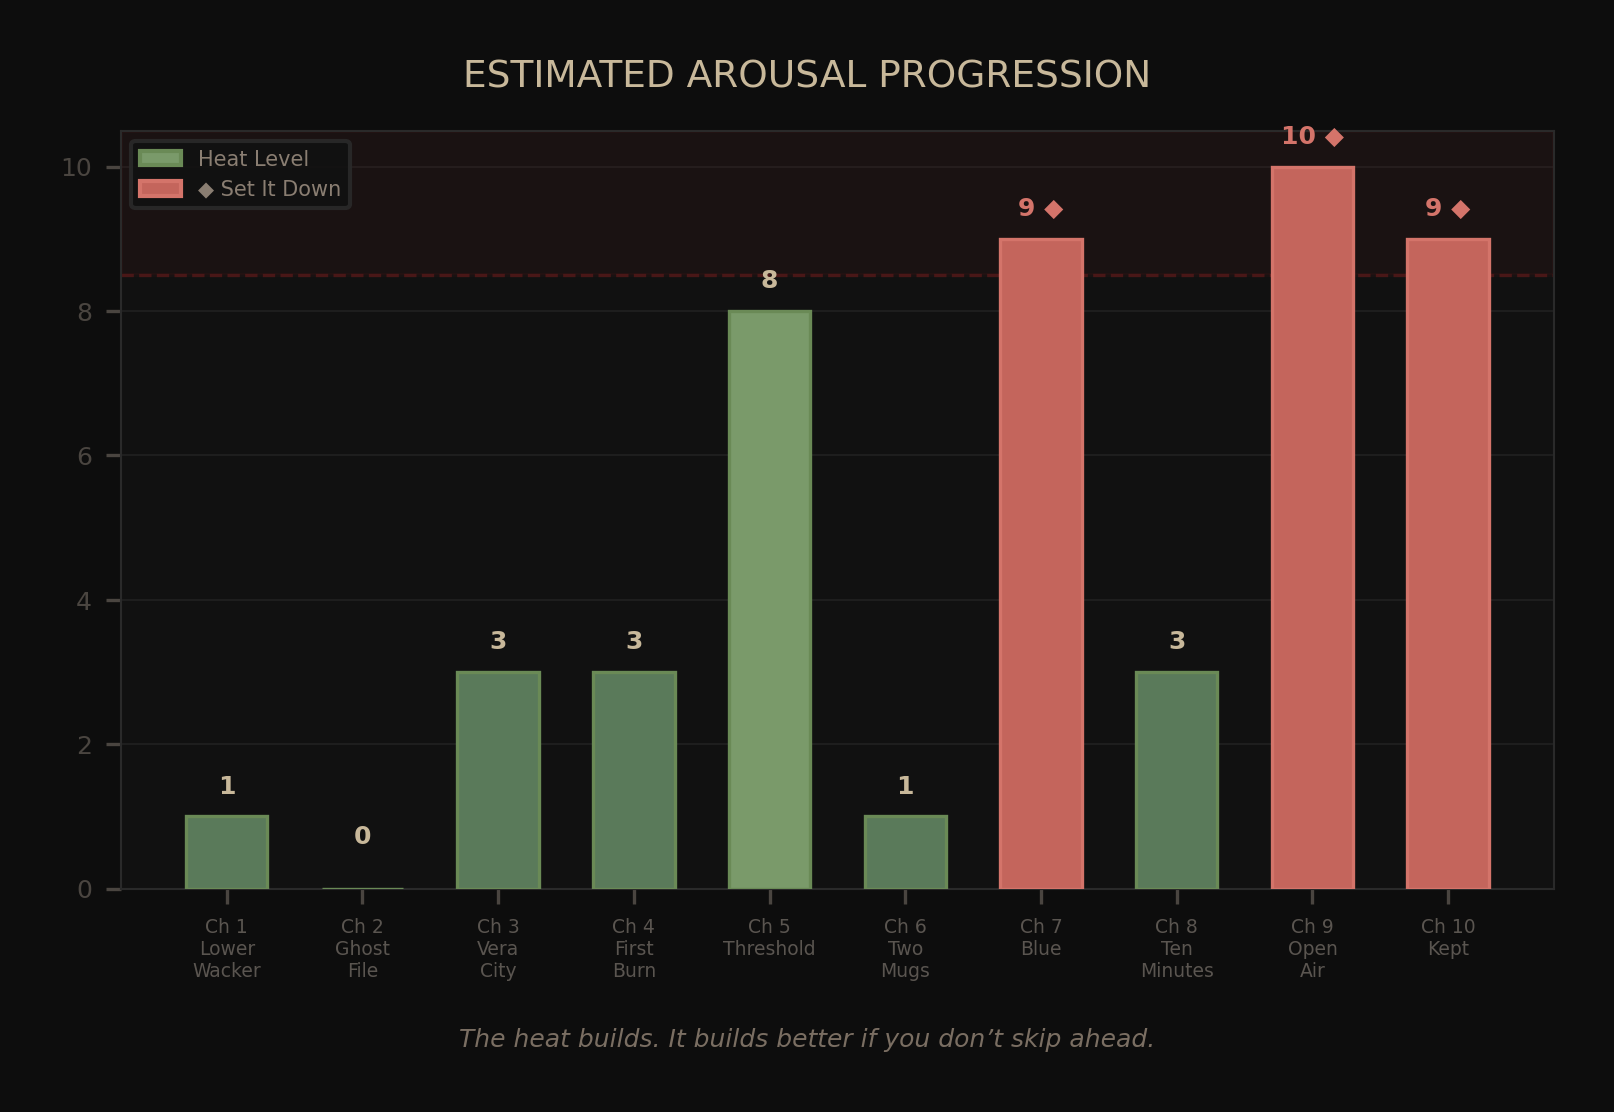 ESTIMATED AROUSAL PROGRESSION
Heat Level
◆ Set It Down
10
8
6
4
2
0
1
0
3
3
8
1
9 ◆
3
10 ◆
9 ◆
Ch 1
Lower
Wacker
Ch 2
Ghost
File
Ch 3
Vera
City
Ch 4
First
Burn
Ch 5
Threshold
Ch 6
Two
Mugs
Ch 7
Blue
Ch 8
Ten
Minutes
Ch 9
Open
Air
Ch 10
Kept
The heat builds. It builds better if you don’t skip ahead.